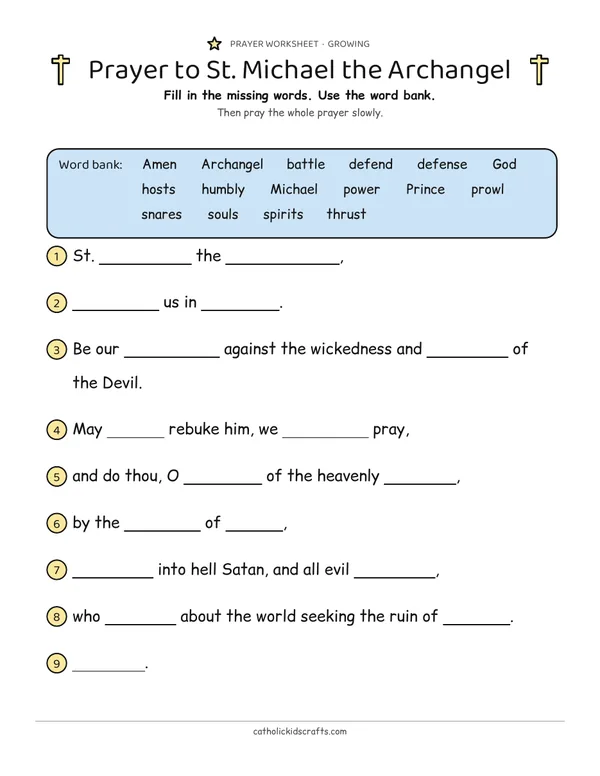 PRAYER WORKSHEET · GROWING
Prayer to St. Michael the Archangel
Fill in the missing words. Use the word bank.
Then pray the whole prayer slowly.
Word bank: Amen Archangel battle defend defense God
hosts humbly Michael power Prince prowl
snares souls spirits thrust
1 St. __________ the ____________,
2 __________ us in _________.
3 Be our ___________ against the wickedness and _________ of
the Devil.
4 May _______ rebuke him, we __________ pray,
5 and do thou, O _________ of the heavenly ________,
6 by the _________ of _______,
7 _________ into hell Satan, and all evil _________,
8 who ________ about the world seeking the ruin of ________.
9 _________.
catholickidscrafts.com